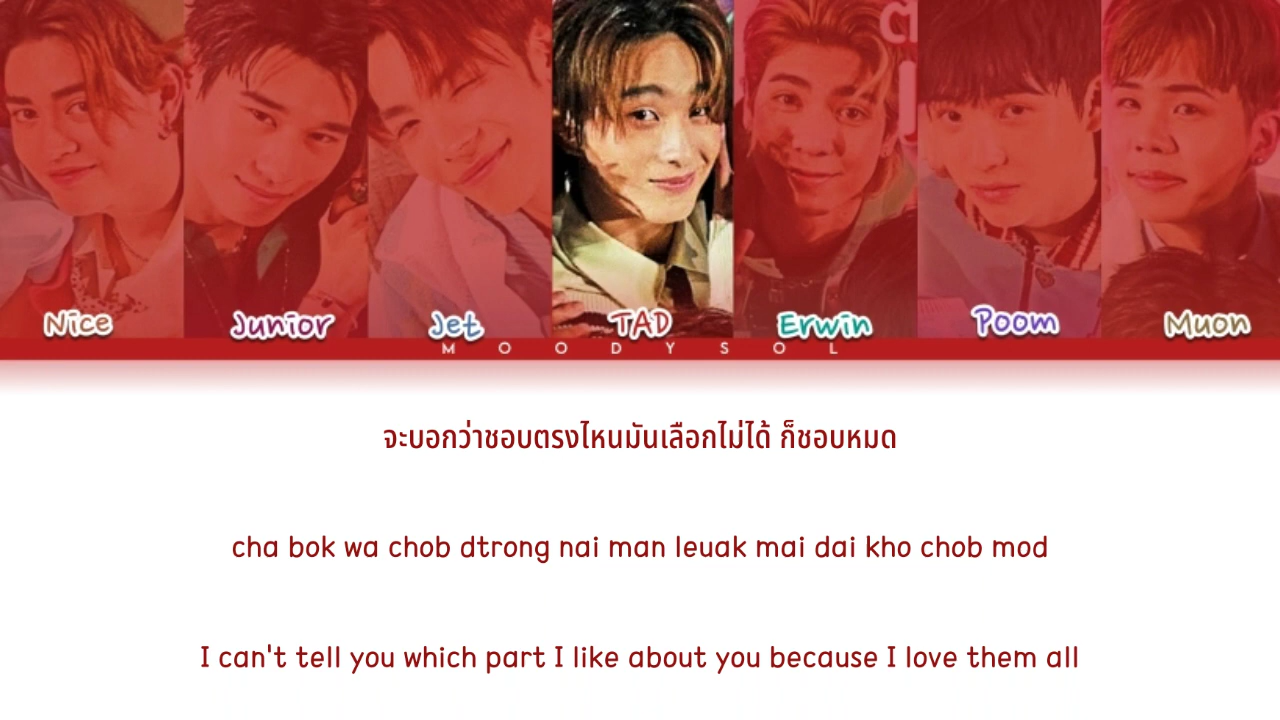 Nice Junior Jet TAD Erwin Poom Muon
MOODYSOL
จะบอกว่าชอบตรงไหนมันเลือกไม่ได้ ก็ชอบหมด
cha bok wa chob dtrong nai man leuak mai dai kho chob mod
I can't tell you which part I like about you because I love them all